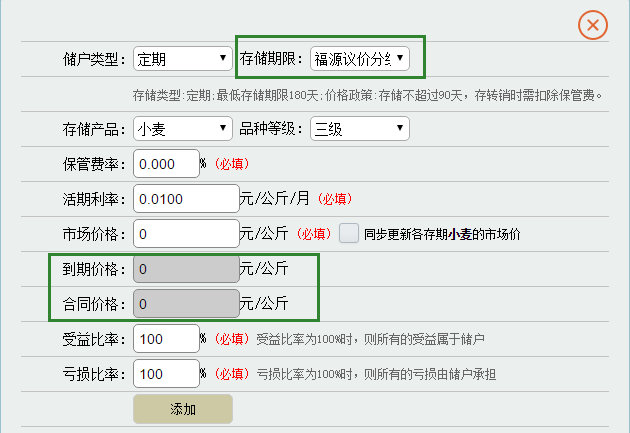 储户类型: 定期 存储期限: 福源议价分
存储类型:定期;最低存储期限180天;价格政策:存储不超过90天，存转销时需扣除保管费。
存储产品: 小麦 品种等级: 三级
保管费率: 0.000 % (必填)
活期利率: 0.0100 元/公斤/月 (必填)
市场价格: 0 元/公斤 (必填) 同步更新各存期小麦的市场价
到期价格: 0 元/公斤
合同价格: 0 元/公斤
受益比率: 100 % (必填) 受益比率为100%时，则所有的受益属于储户
亏损比率: 100 % (必填) 亏损比率为100%时，则所有的亏损由储户承担
添加